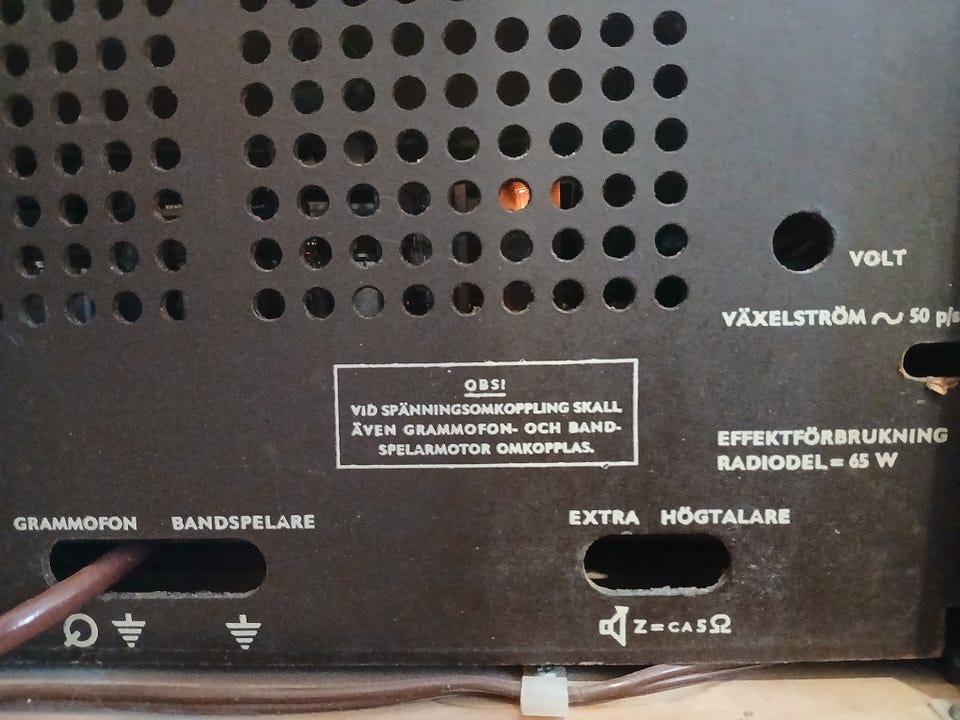 VOLT
VÄXELSTRÖM ~ 50 p/s
OBS!
VID SPÄNNINGSOMKOPPLING SKALL
ÄVEN GRAMMOFON- OCH BAND-
SPELARMOTOR OMKOPPLAS.
EFFEKTFÖRBRUKNING
RADIODEL = 65 W
GRAMMOFON BANDSPELARE
EXTRA HÖGTALARE
Z = CA 5 Ω